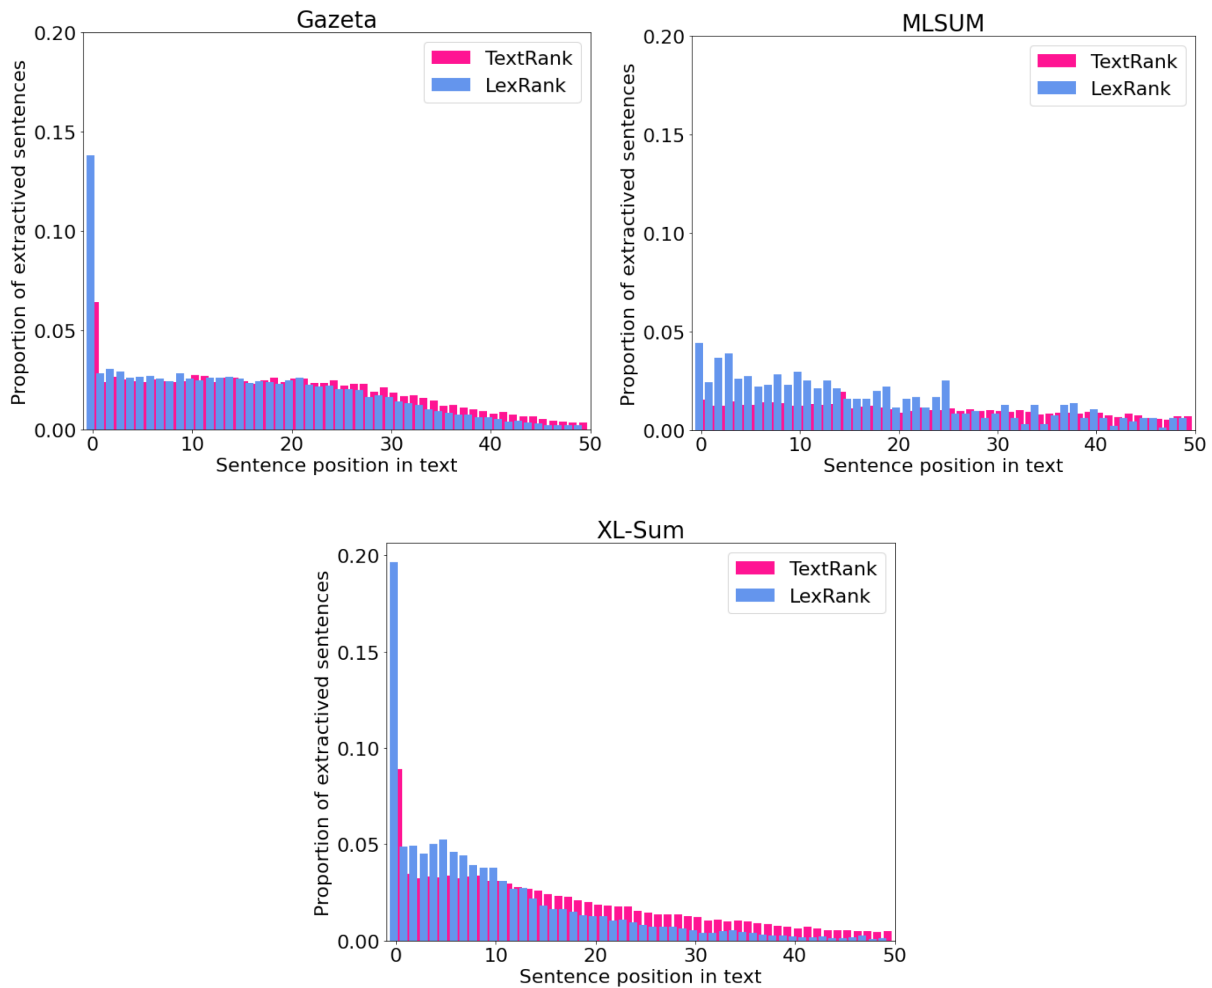 Gazeta
0.20
0.15
0.10
0.05
0.00
Proportion of extractived sentences
TextRank
LexRank
0 10 20 30 40 50
Sentence position in text
MLSUM
0.20
0.15
0.10
0.05
0.00
Proportion of extractived sentences
TextRank
LexRank
0 10 20 30 40 50
Sentence position in text
XL-Sum
0.20
0.15
0.10
0.05
0.00
Proportion of extractived sentences
TextRank
LexRank
0 10 20 30 40 50
Sentence position in text